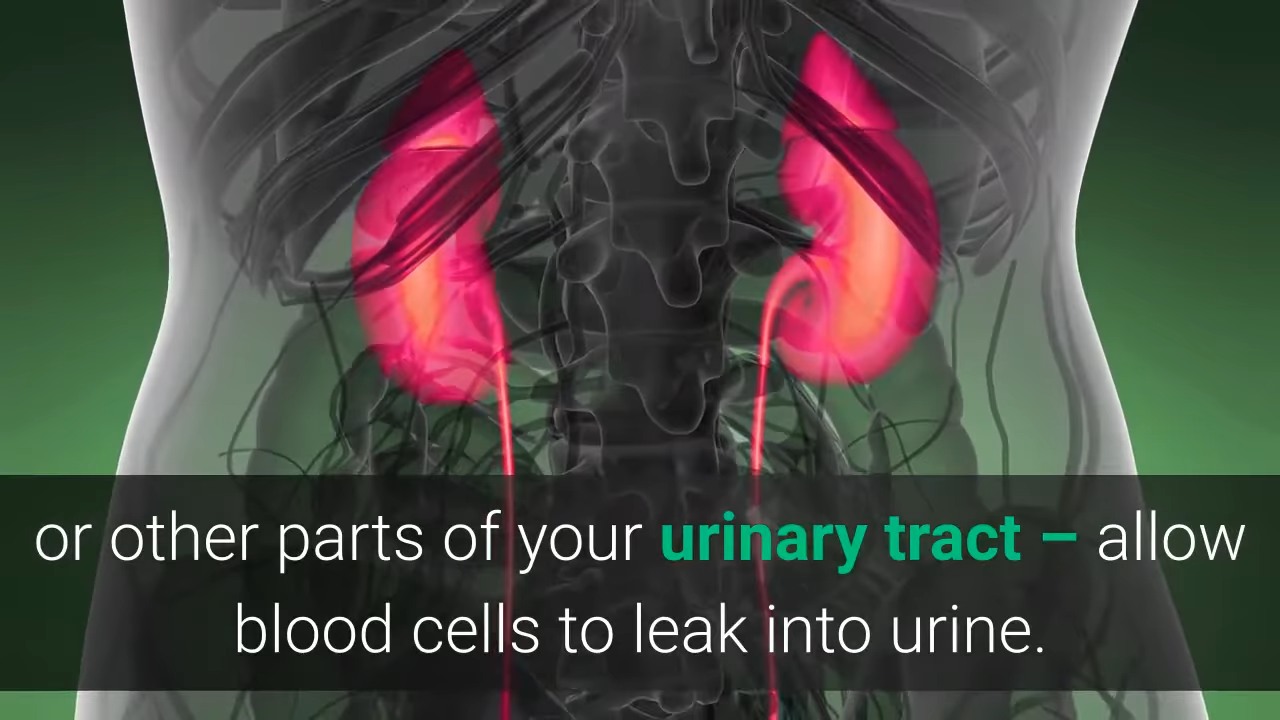 or other parts of your urinary tract – allow
blood cells to leak into urine.